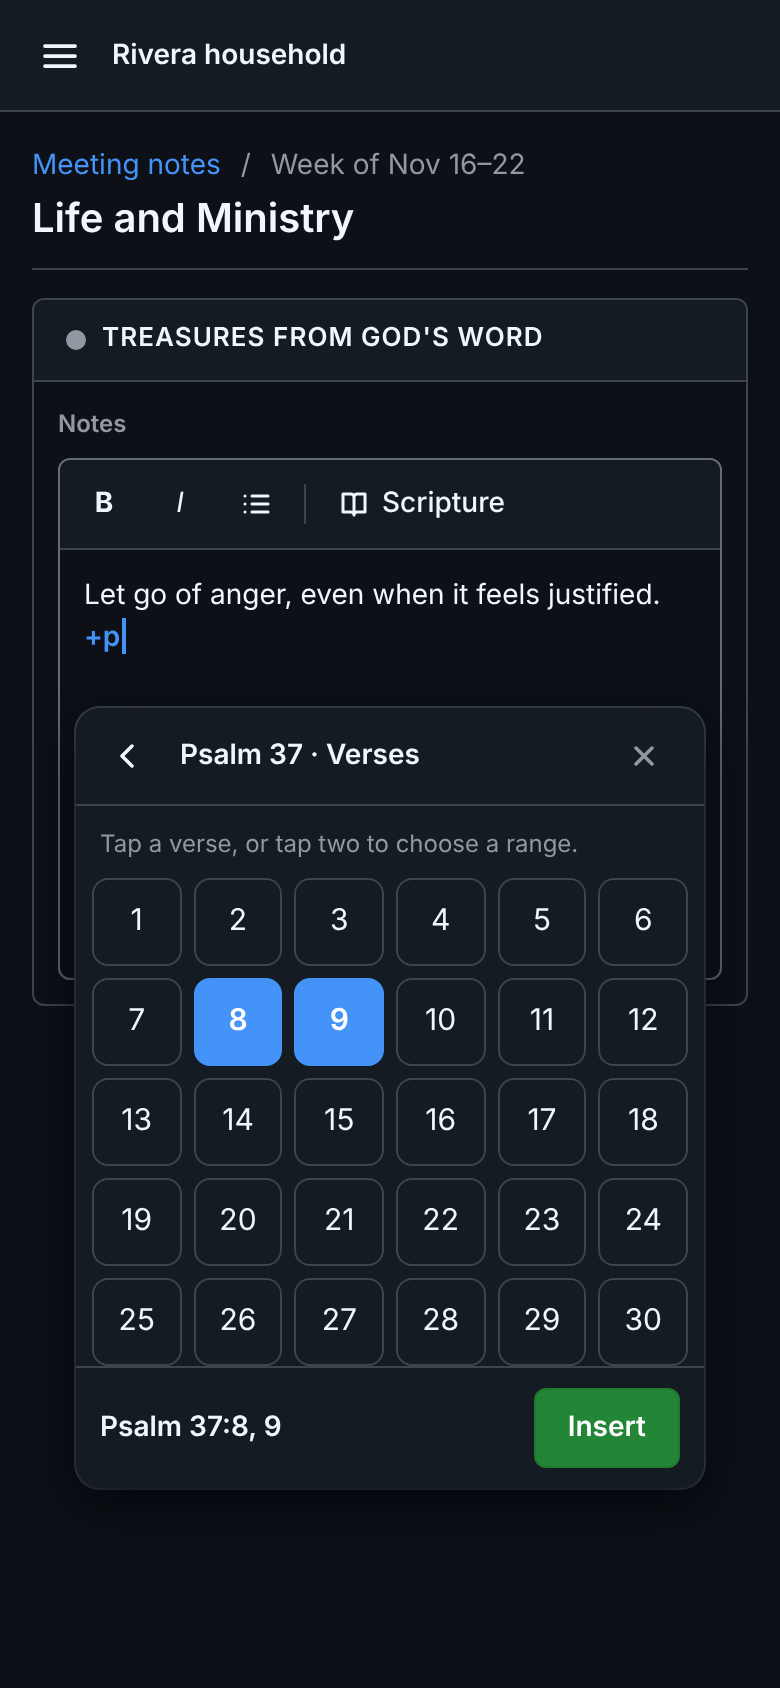 Rivera household
Meeting notes / Week of Nov 16–22
Life and Ministry
TREASURES FROM GOD'S WORD
Notes
B I Scripture
Let go of anger, even when it feels justified.
+p
Psalm 37 · Verses
Tap a verse, or tap two to choose a range.
1 2 3 4 5 6
7 8 9 10 11 12
13 14 15 16 17 18
19 20 21 22 23 24
25 26 27 28 29 30
Psalm 37:8, 9 Insert